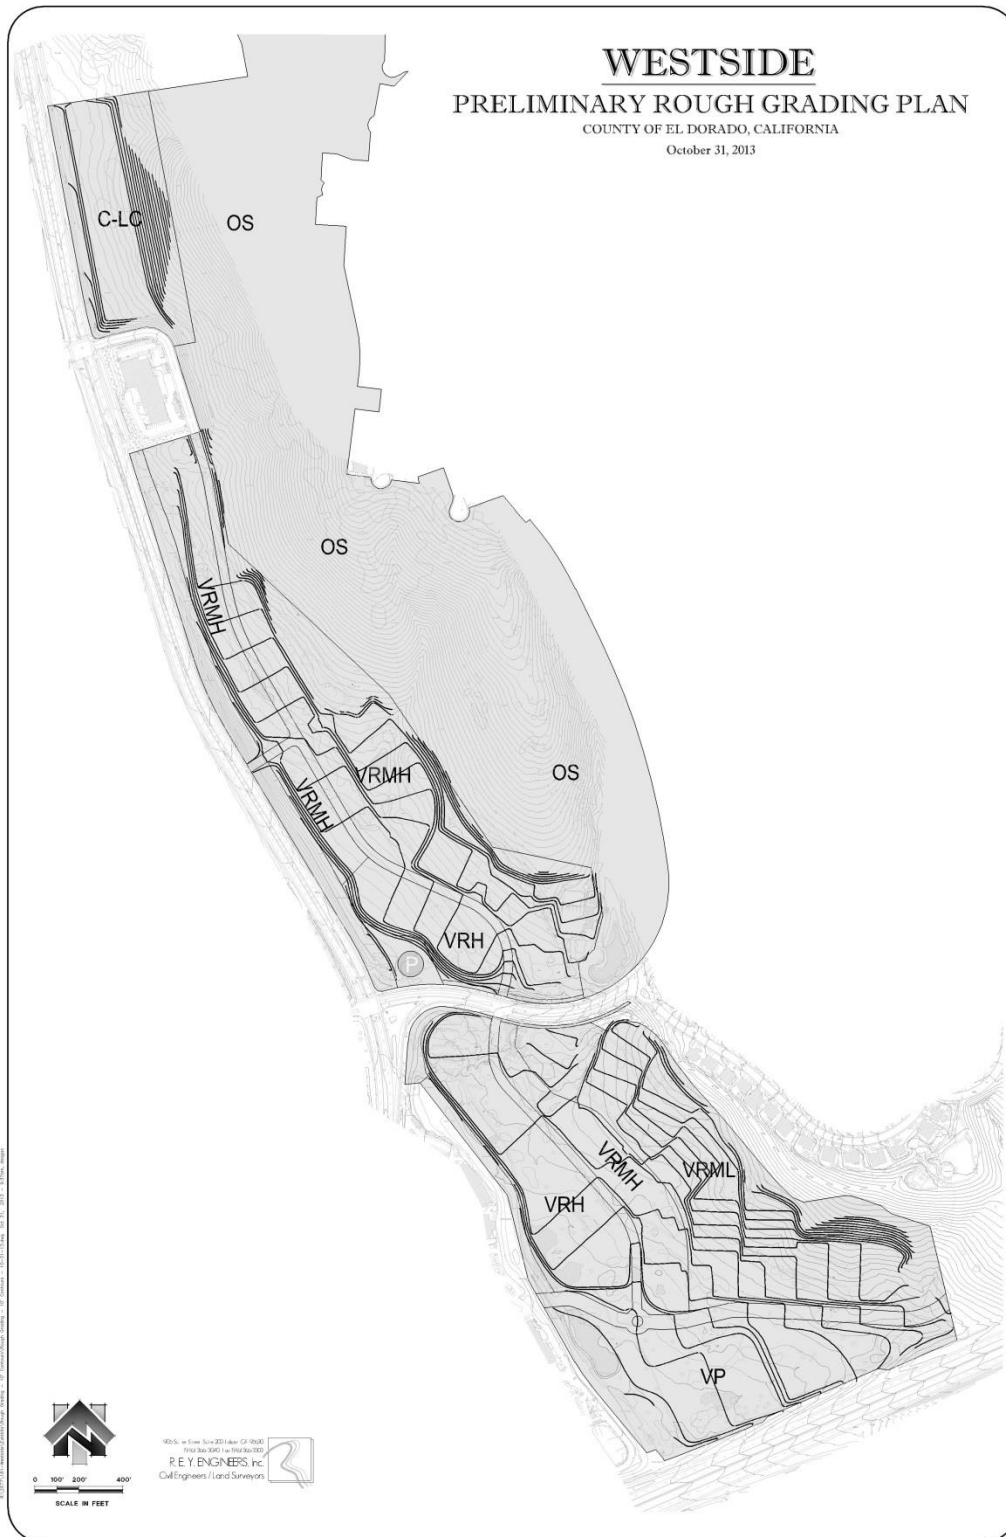 WESTSIDE
PRELIMINARY ROUGH GRADING PLAN
COUNTY OF EL DORADO, CALIFORNIA
October 31, 2013
C-LC
OS
OS
VRMH
OS
VRMH
VRMH
VRH
P
VRMH
VRML
VRH
VP
R.E.Y. ENGINEERS, Inc.
Civil Engineers / Land Surveyors
0 100' 200' 400'
SCALE IN FEET